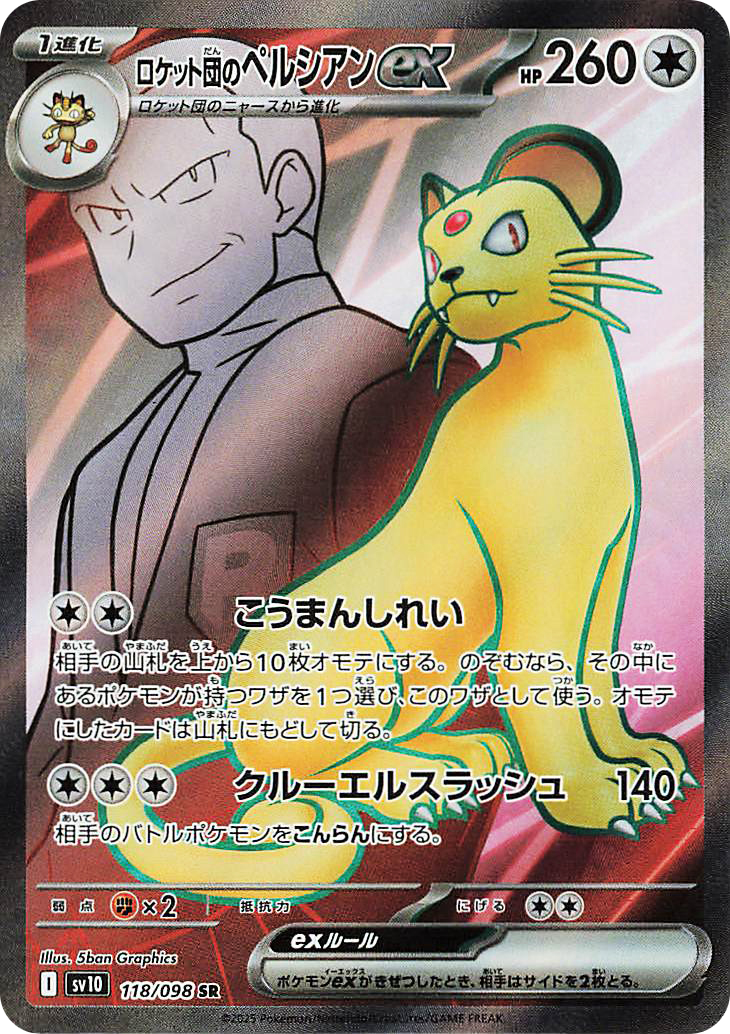 1進化
ロケット団のペルシアンex
HP 260
ロケット団のニャースから進化
こうまんしれい
相手の山札を上から10枚オモテにする。のぞむなら、その中に
あるポケモンが持つワザを1つ選び、このワザとして使う。オモテ
にしたカードは山札にもどして切る。
クルーエルスラッシュ 140
相手のバトルポケモンをこんらんにする。
弱点 ×2 抵抗力 にげる
Illus. 5ban Graphics
exルール
ポケモンexがきぜつしたとき、相手はサイドを2枚とる。
I sv10 118/098 SR
©2025 Pokémon/Nintendo/Creatures/GAME FREAK